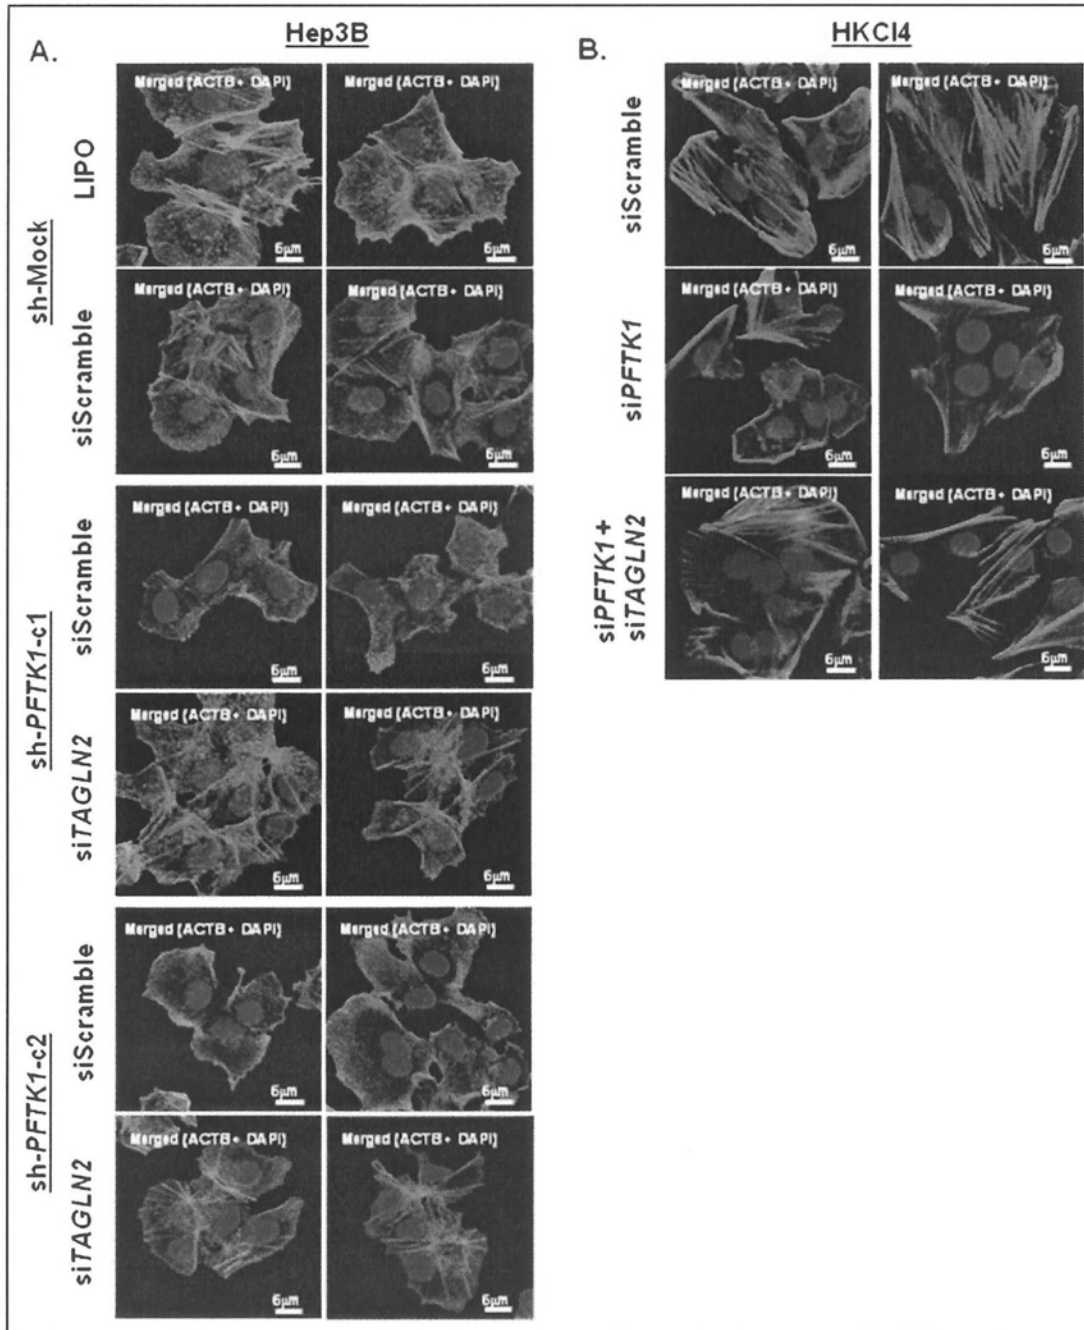 Hep3B
HKCI4
A.
B.
sh-Mock
LIPO
Merged (ACTB + DAPI)
6μm
Merged (ACTB + DAPI)
6μm
siScramble
Merged (ACTB + DAPI)
6μm
Merged (ACTB + DAPI)
6μm
sh-PFTK1-c1
siScramble
Merged (ACTB + DAPI)
6μm
Merged (ACTB + DAPI)
6μm
siTAGLN2
Merged (ACTB + DAPI)
6μm
Merged (ACTB + DAPI)
6μm
sh-PFTK1-c2
siScramble
Merged (ACTB + DAPI)
6μm
Merged (ACTB + DAPI)
6μm
siTAGLN2
Merged (ACTB + DAPI)
6μm
Merged (ACTB + DAPI)
6μm
siScramble
Merged (ACTB + DAPI)
6μm
Merged (ACTB + DAPI)
6μm
siPFTK1
Merged (ACTB + DAPI)
6μm
Merged (ACTB + DAPI)
6μm
siPFTK1+
siTAGLN2
Merged (ACTB + DAPI)
6μm
Merged (ACTB + DAPI)
6μm